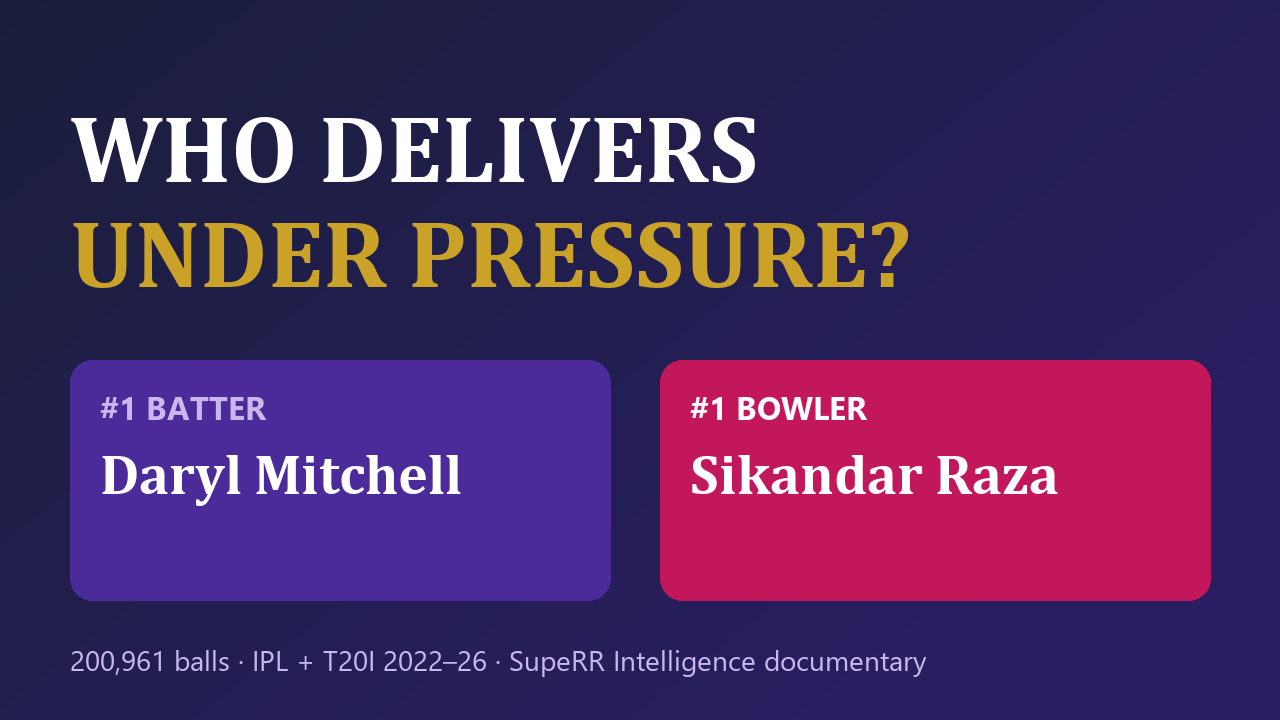 WHO DELIVERS
UNDER PRESSURE?
#1 BATTER
Daryl Mitchell
#1 BOWLER
Sikandar Raza
200,961 balls · IPL + T20I 2022–26 · SupeRR Intelligence documentary